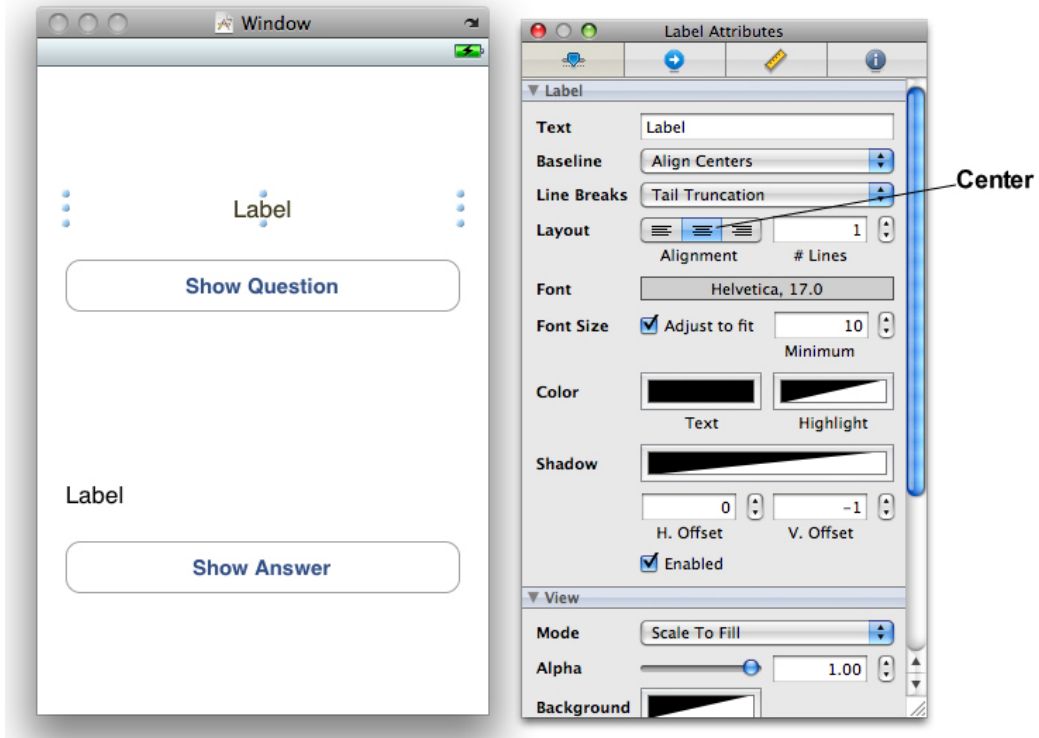 Window
Label
Show Question
Label
Show Answer
Label Attributes
Label
Text Label
Baseline Align Centers
Line Breaks Tail Truncation
Layout 1
Alignment # Lines
Font Helvetica, 17.0
Font Size Adjust to fit 10
Minimum
Color
Text Highlight
Shadow
0 -1
H. Offset V. Offset
Enabled
View
Mode Scale To Fill
Alpha 1.00
Background
Center